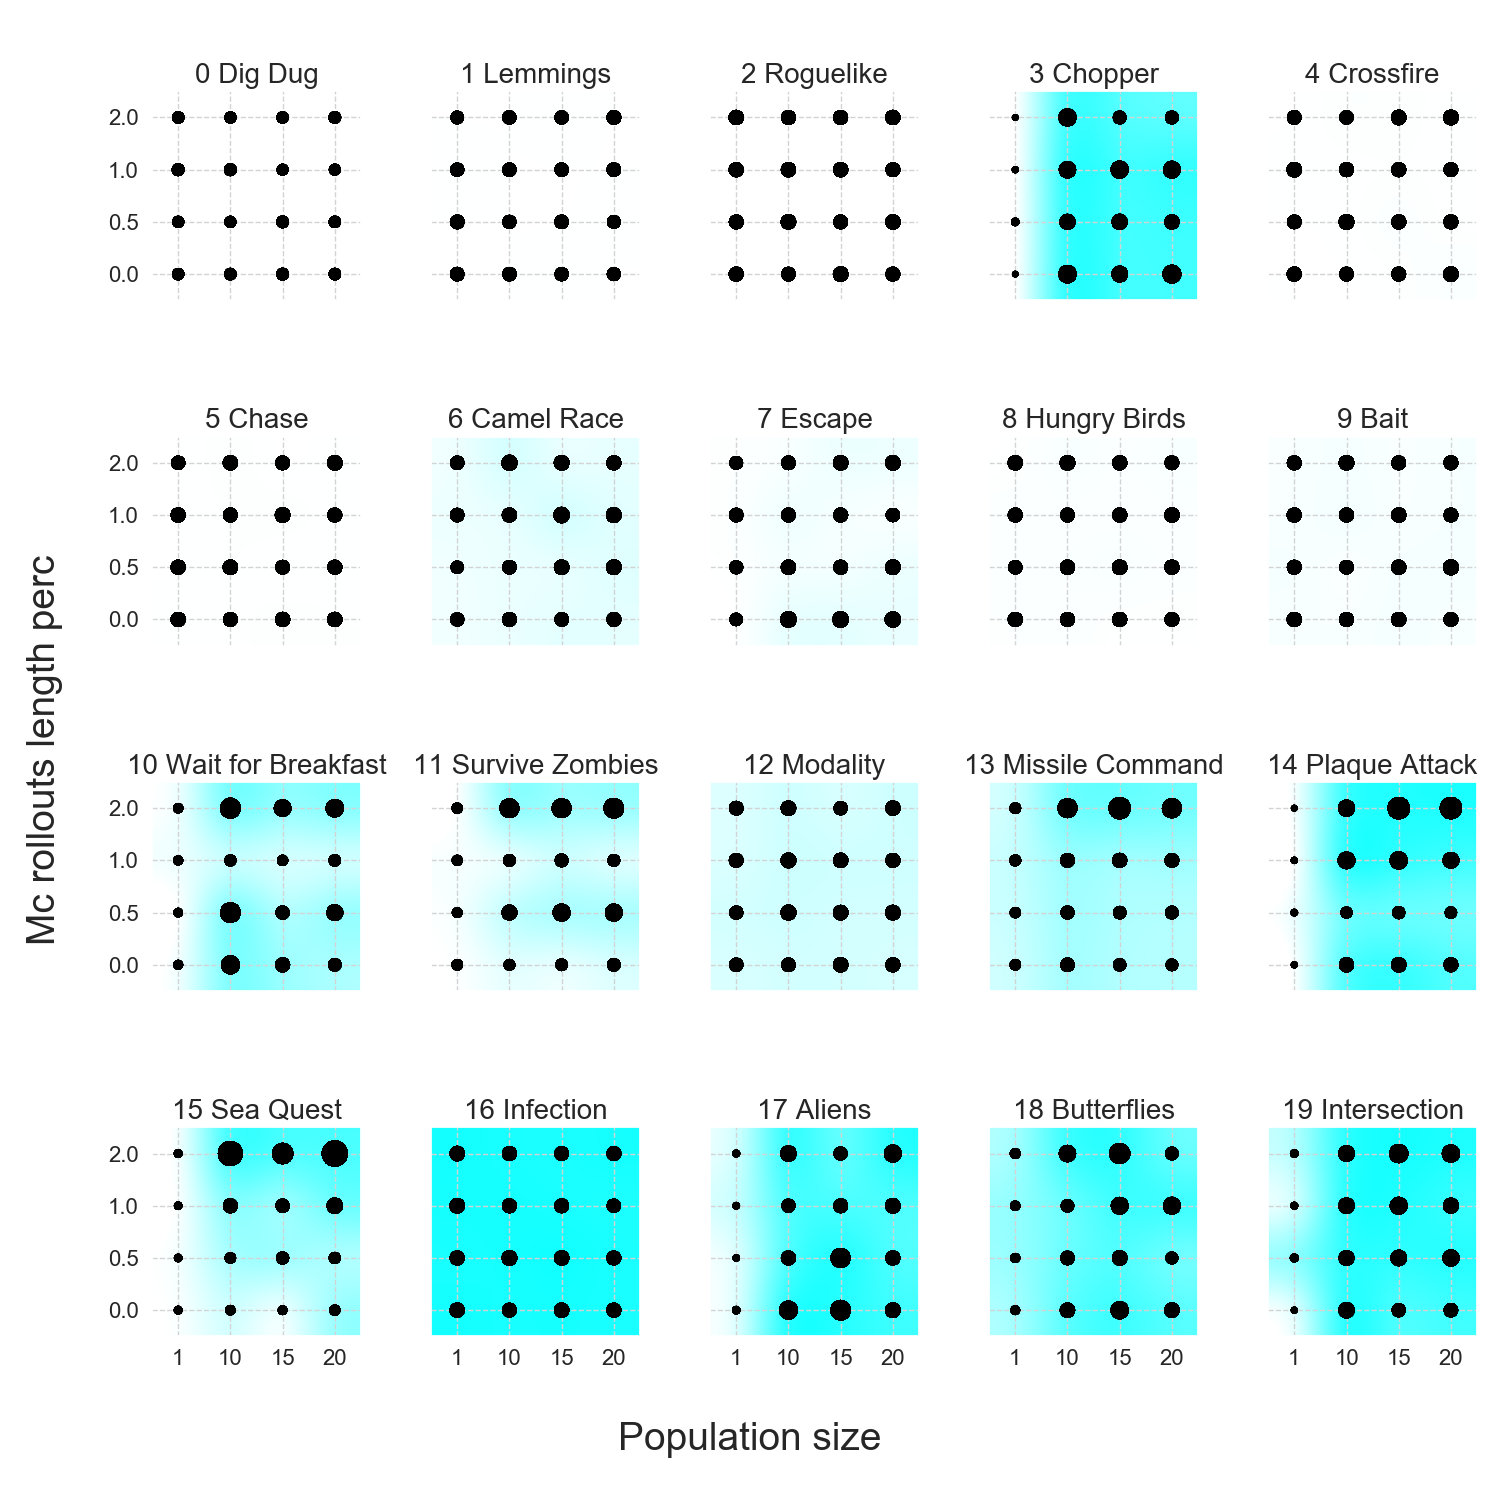 0 Dig Dug 1 Lemmings 2 Roguelike 3 Chopper 4 Crossfire
2.0
1.0
0.5
0.0
5 Chase 6 Camel Race 7 Escape 8 Hungry Birds 9 Bait
2.0
1.0
0.5
0.0
Mc rollouts length perc
10 Wait for Breakfast 11 Survive Zombies 12 Modality 13 Missile Command 14 Plaque Attack
2.0
1.0
0.5
0.0
15 Sea Quest 16 Infection 17 Aliens 18 Butterflies 19 Intersection
2.0
1.0
0.5
0.0
1 10 15 20 1 10 15 20 1 10 15 20 1 10 15 20 1 10 15 20
Population size